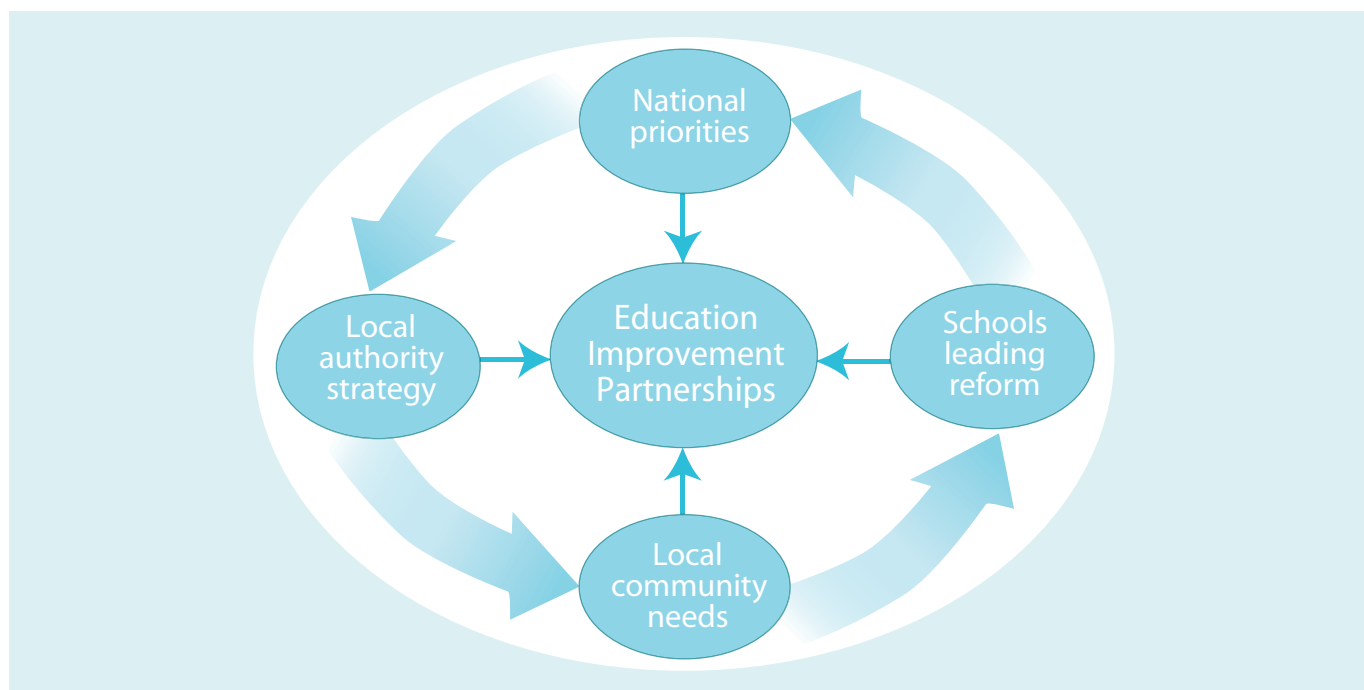 National
priorities
Local
authority
strategy
Education
Improvement
Partnerships
Schools
leading
reform
Local
community
needs